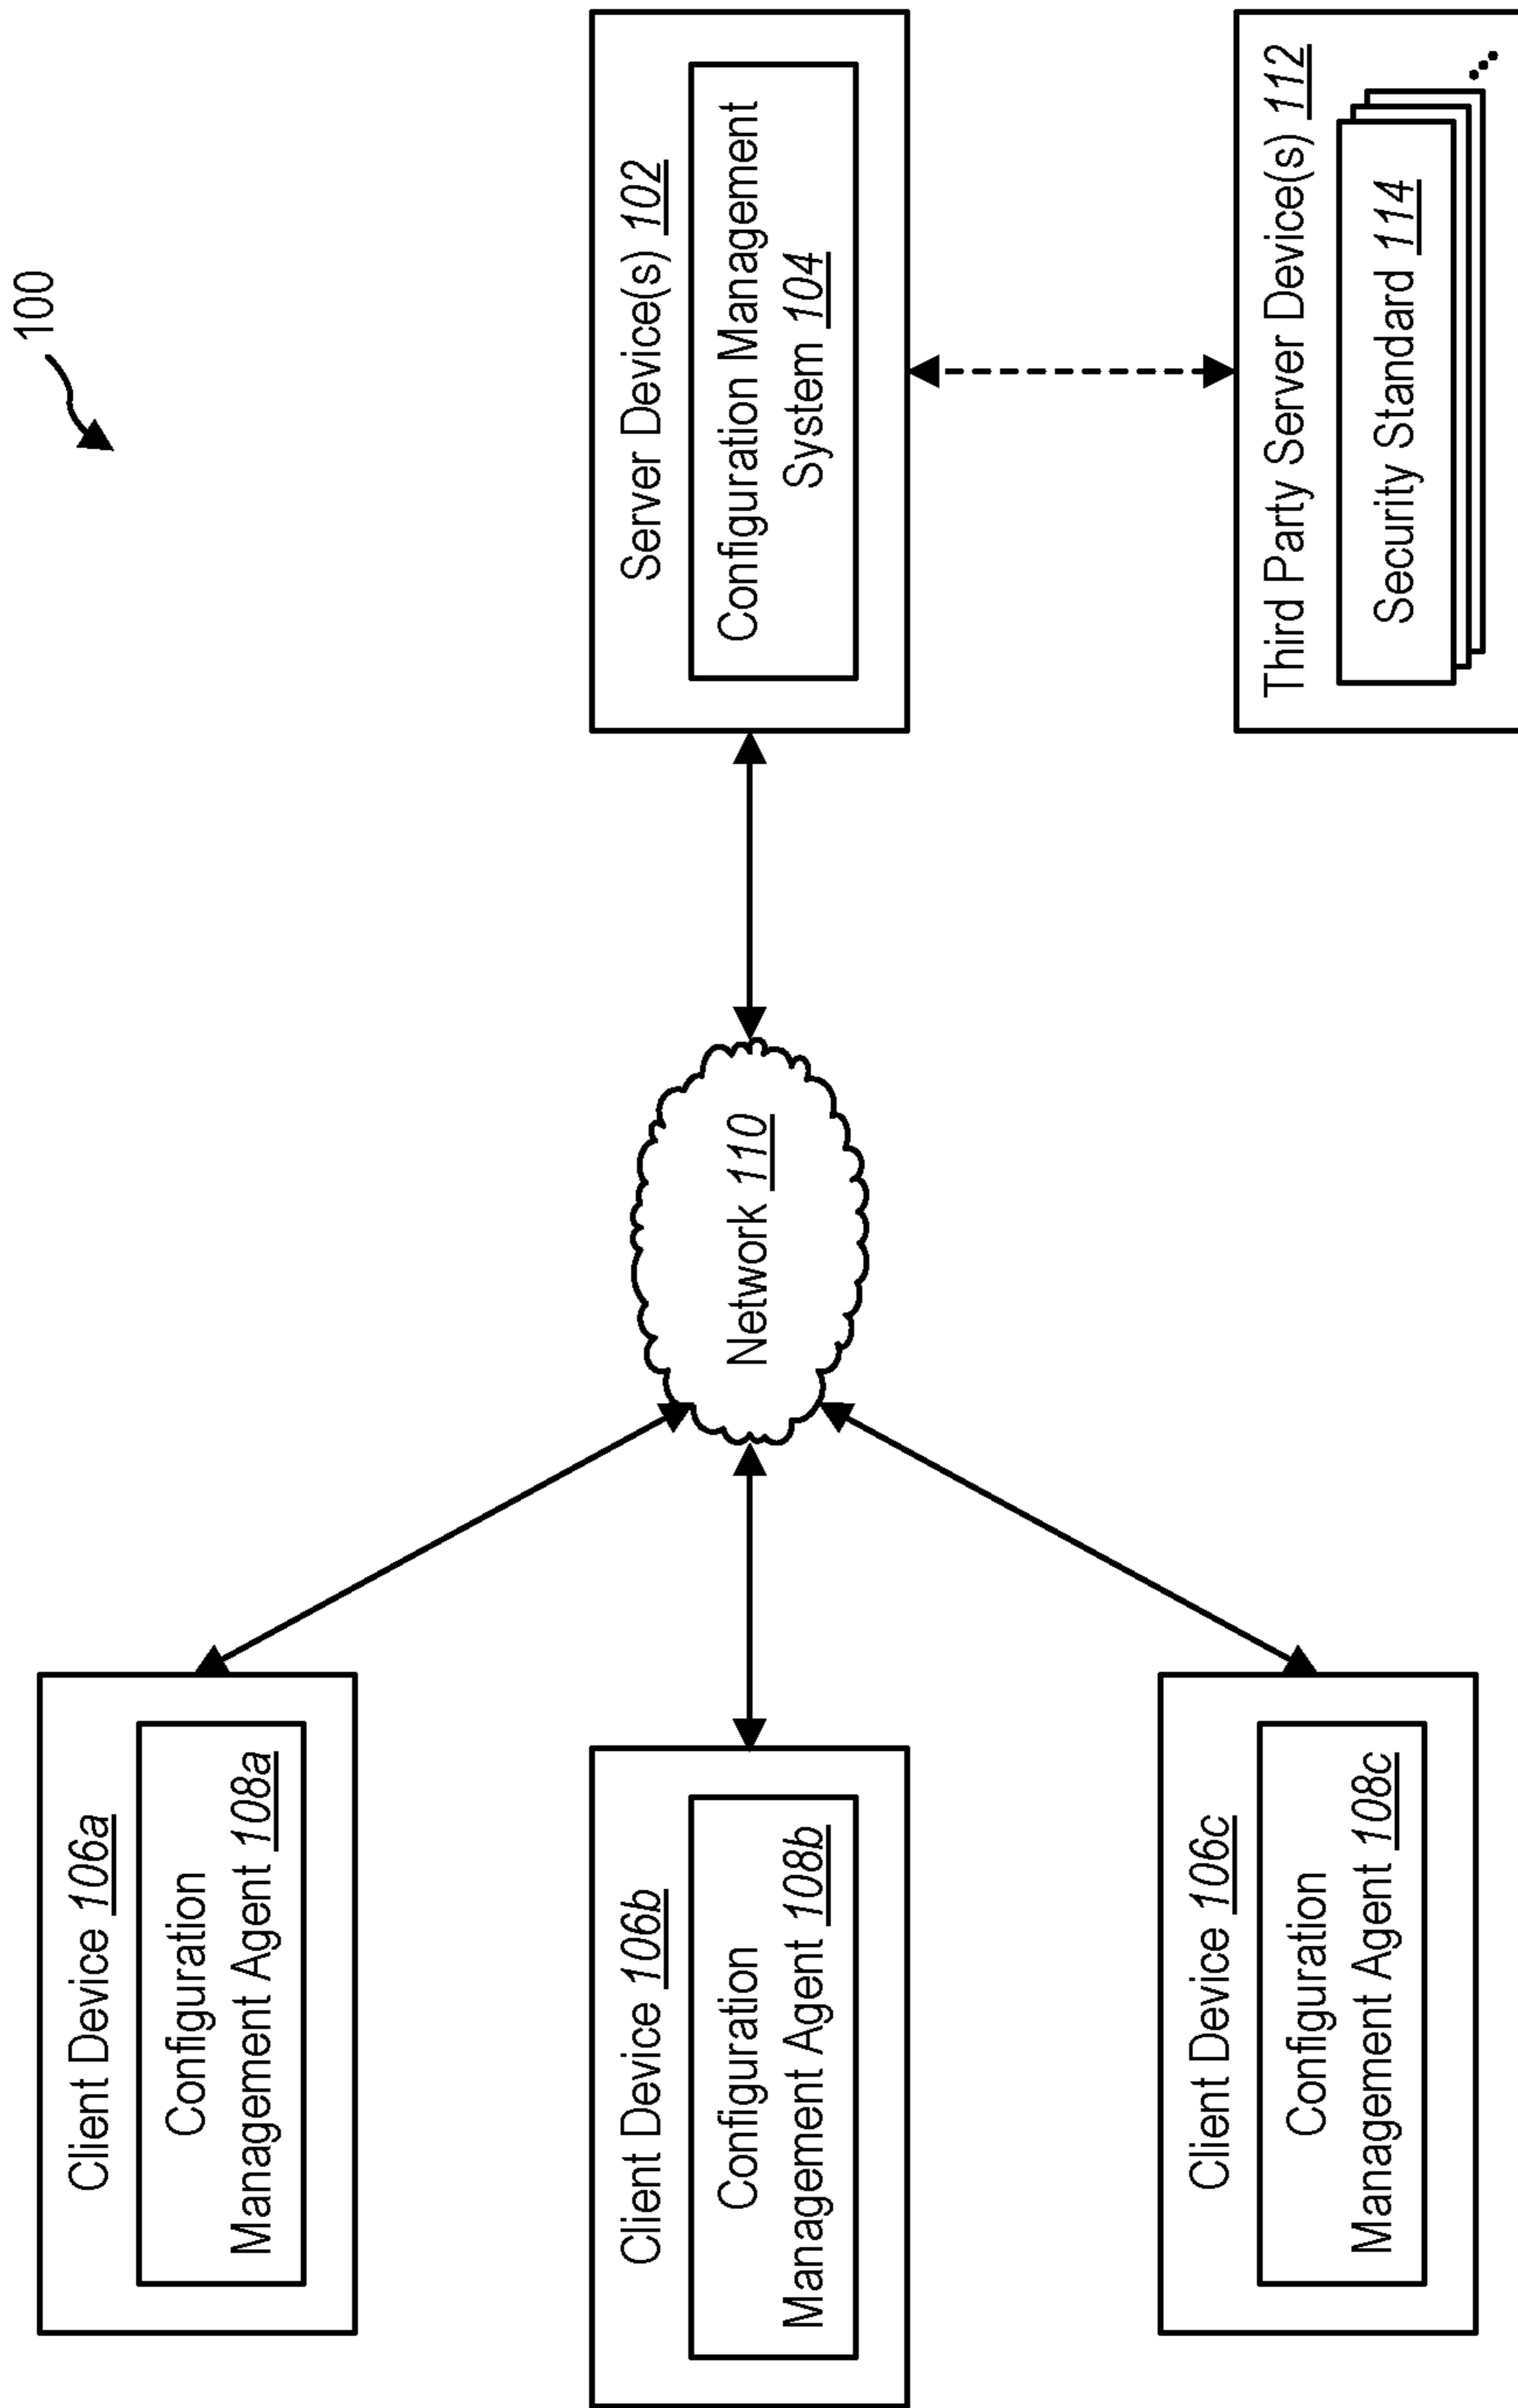 100
Client Device 106a
Configuration
Management Agent 108a
Client Device 106b
Configuration
Management Agent 108b
Client Device 106c
Configuration
Management Agent 108c
Network 110
Server Device(s) 102
Configuration Management
System 104
Third Party Server Device(s) 112
Security Standard 114